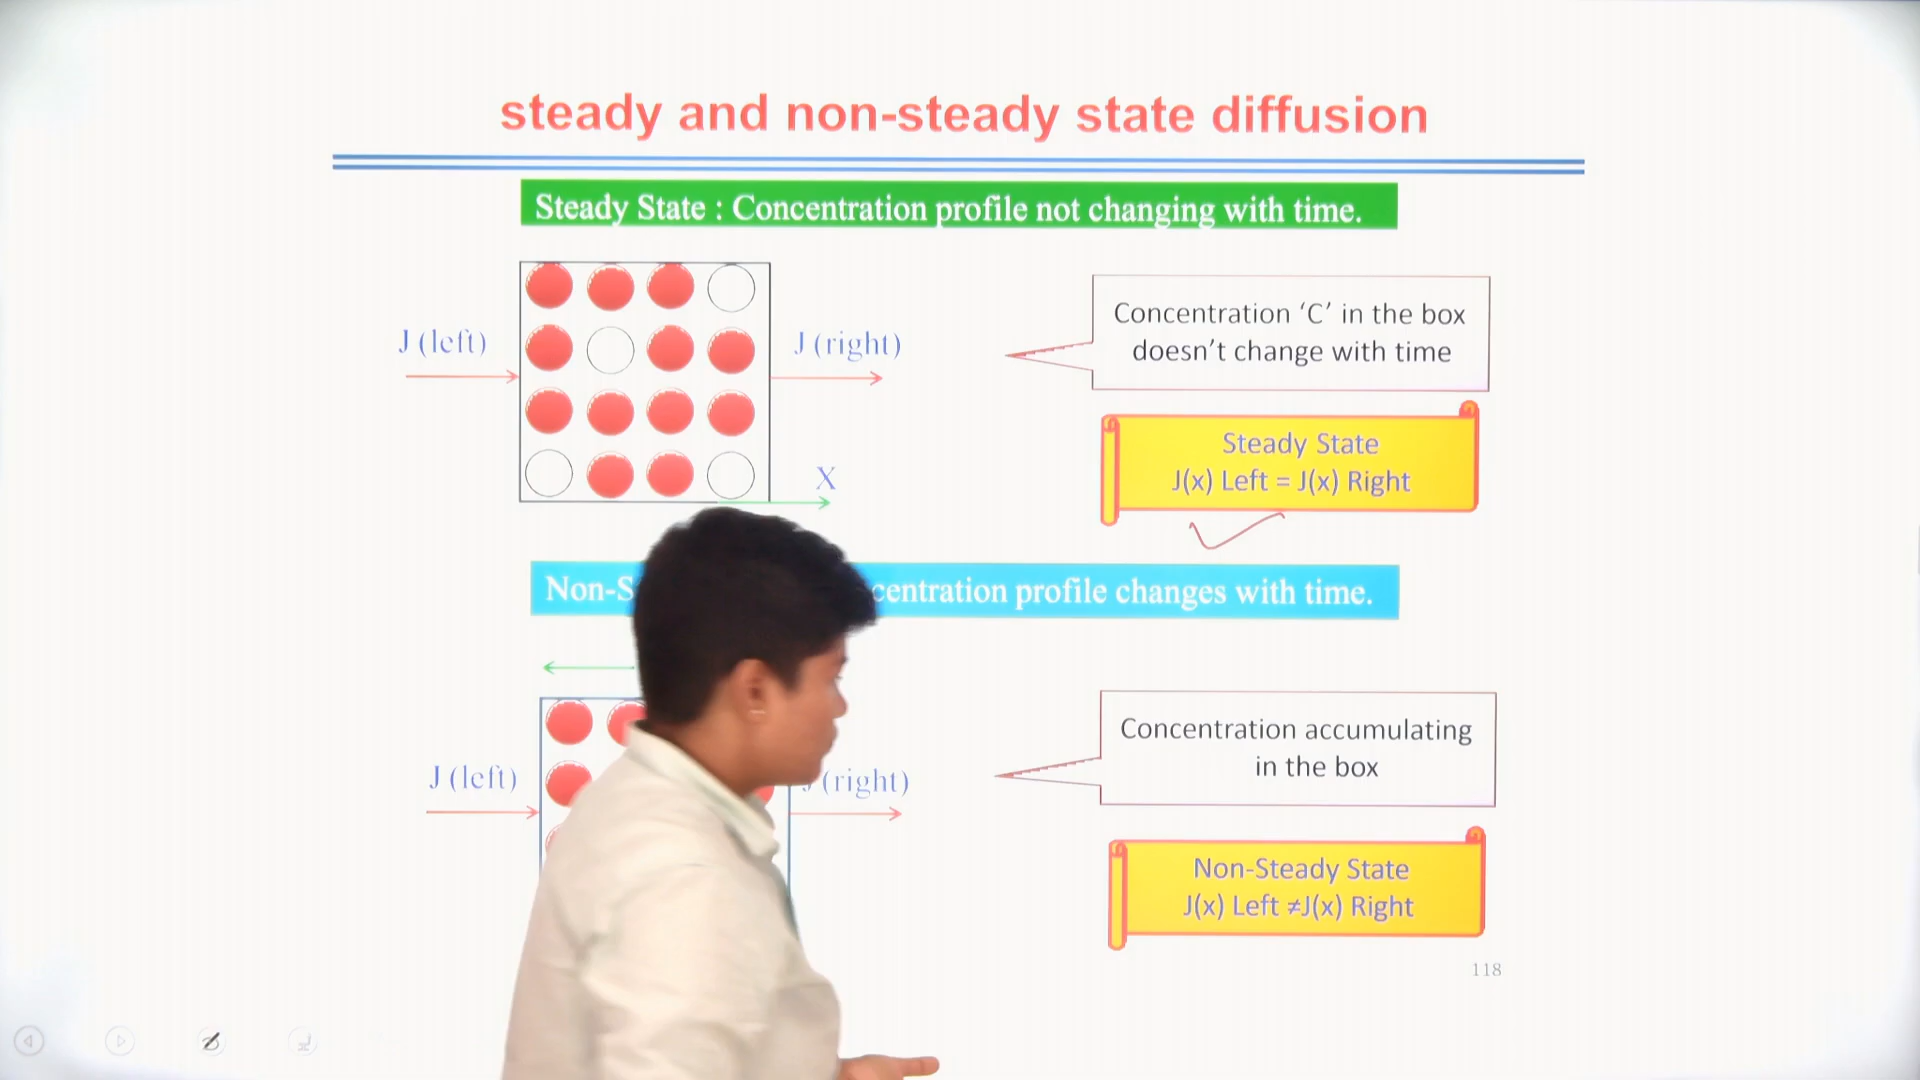 steady and non-steady state diffusion
Steady State : Concentration profile not changing with time.
J (left)
J (right)
X
Concentration ‘C’ in the box
doesn’t change with time
Steady State
J(x) Left = J(x) Right
Non-S centration profile changes with time.
J (left)
(right)
Concentration accumulating
in the box
Non-Steady State
J(x) Left ≠J(x) Right
118